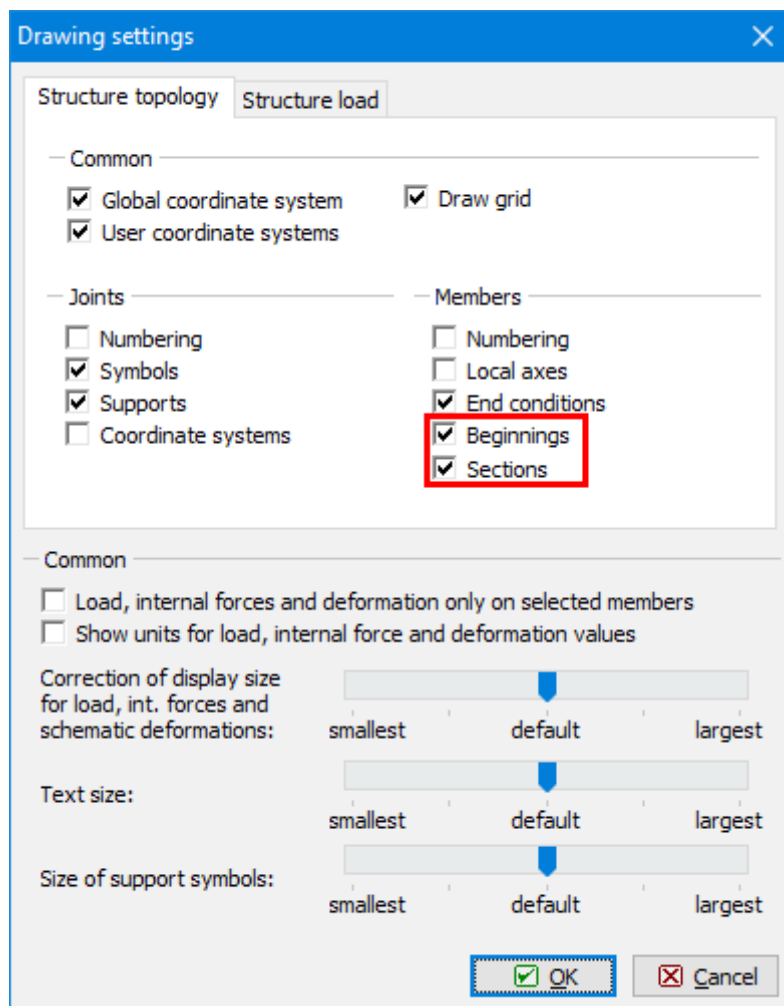 Drawing settings
Structure topology
Structure load
Common
Global coordinate system
Draw grid
User coordinate systems
Joints
Members
Numbering
Numbering
Symbols
Local axes
Supports
End conditions
Coordinate systems
Beginnings
Sections
Common
Load, internal forces and deformation only on selected members
Show units for load, internal force and deformation values
Correction of display size
for load, int. forces and
schematic deformations:
smallest default largest
Text size:
smallest default largest
Size of support symbols:
smallest default largest
OK
Cancel